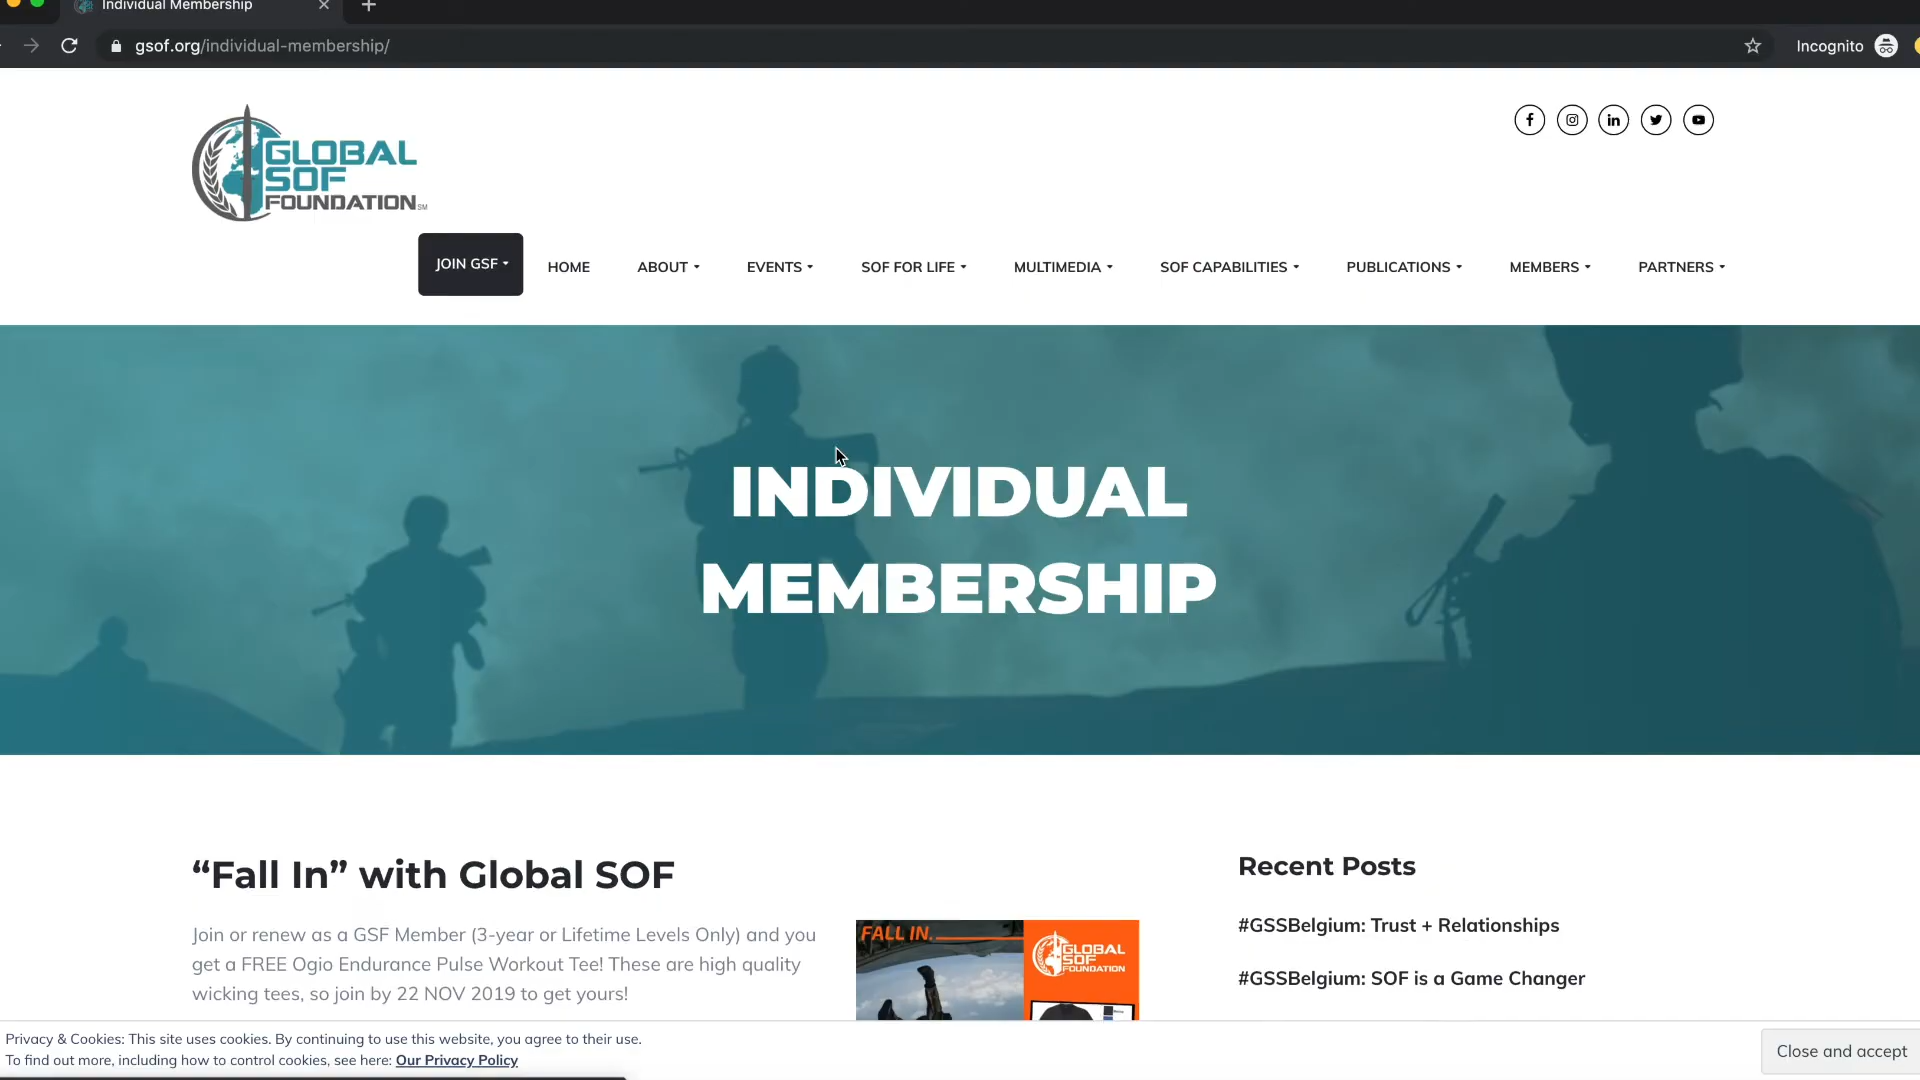 Individual Membership
gsof.org/individual-membership/
Incognito
GLOBAL
SOF
FOUNDATION SM
JOIN GSF
HOME
ABOUT
EVENTS
SOF FOR LIFE
MULTIMEDIA
SOF CAPABILITIES
PUBLICATIONS
MEMBERS
PARTNERS
INDIVIDUAL
MEMBERSHIP
“Fall In” with Global SOF
Join or renew as a GSF Member (3-year or Lifetime Levels Only) and you
get a FREE Ogio Endurance Pulse Workout Tee! These are high quality
wicking tees, so join by 22 NOV 2019 to get yours!
FALL IN.
GLOBAL
SOF
FOUNDATION
Recent Posts
#GSSBelgium: Trust + Relationships
#GSSBelgium: SOF is a Game Changer
Privacy & Cookies: This site uses cookies. By continuing to use this website, you agree to their use.
To find out more, including how to control cookies, see here: Our Privacy Policy
Close and accept